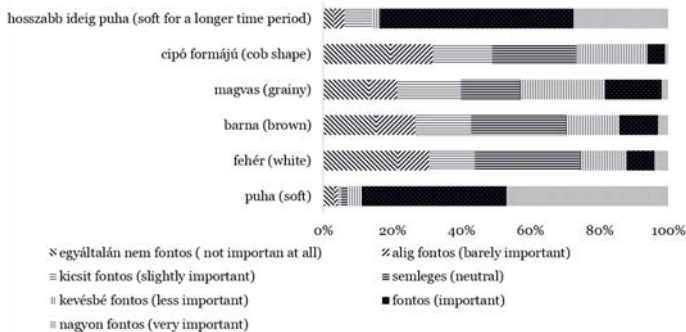 hosszabb ideig puha (soft for a longer time period)
cipó formájú (cob shape)
magvas (grainy)
barna (brown)
fehér (white)
puha (soft)
0% 20% 40% 60% 80% 100%
egyáltalán nem fontos ( not importan at all) alig fontos (barely important)
kicsit fontos (slightly important) semleges (neutral)
kevésbé fontos (less important) fontos (important)
nagyon fontos (very important)